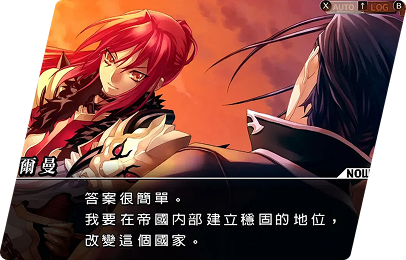 X AUTO ↑ LOG B
爾曼
NOW
答案很簡單。
我要在帝國內部建立穩固的地位，
改變這個國家。